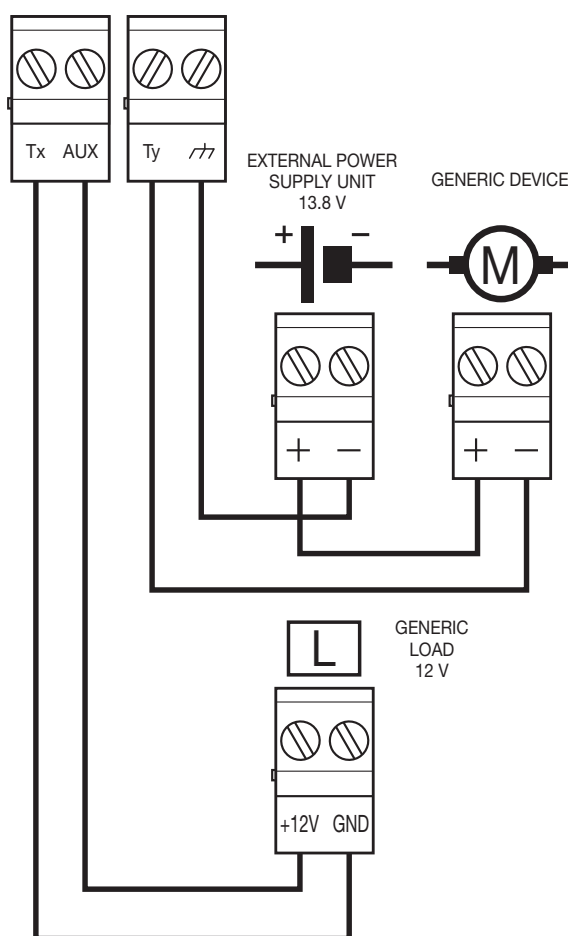 Tx AUX Ty
EXTERNAL POWER
SUPPLY UNIT
13.8 V
GENERIC DEVICE
+ –
M
+ –
+ –
L
GENERIC
LOAD
12 V
+12V GND